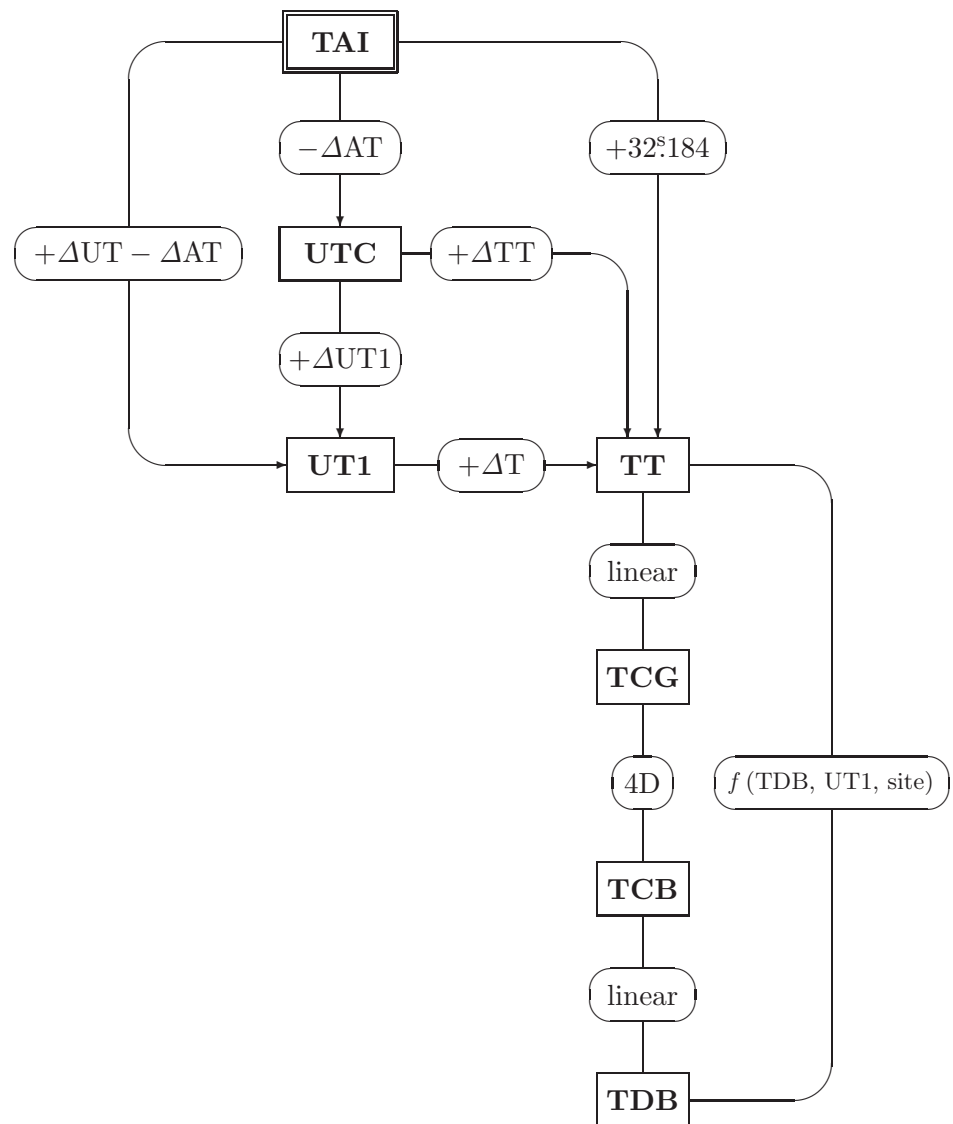 TAI
−ΔAT
+32ˢ.184
+ΔUT − ΔAT
UTC
+ΔTT
+ΔUT1
UT1
+ΔT
TT
linear
TCG
4D
f (TDB, UT1, site)
TCB
linear
TDB